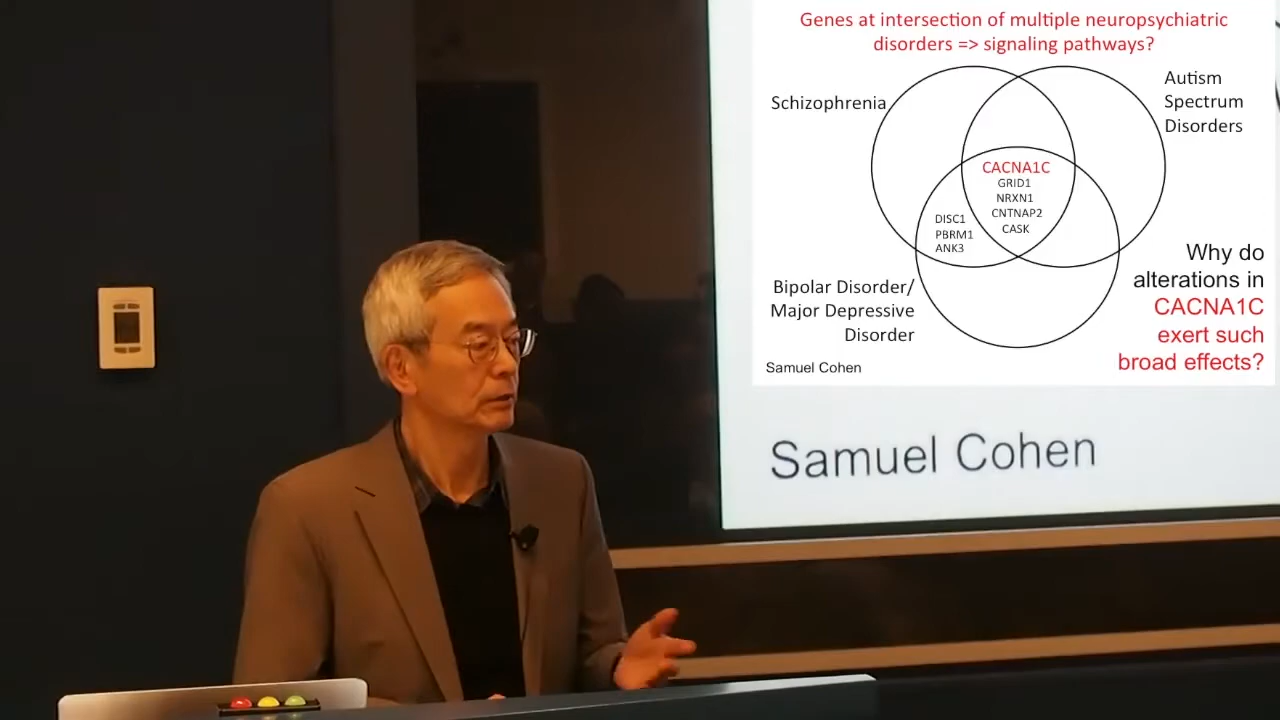 Genes at intersection of multiple neuropsychiatric
disorders => signaling pathways?
Schizophrenia
Autism
Spectrum
Disorders
CACNA1C
GRID1
NRXN1
CNTNAP2
CASK
DISC1
PBRM1
ANK3
Bipolar Disorder/
Major Depressive
Disorder
Why do
alterations in
CACNA1C
exert such
broad effects?
Samuel Cohen
Samuel Cohen